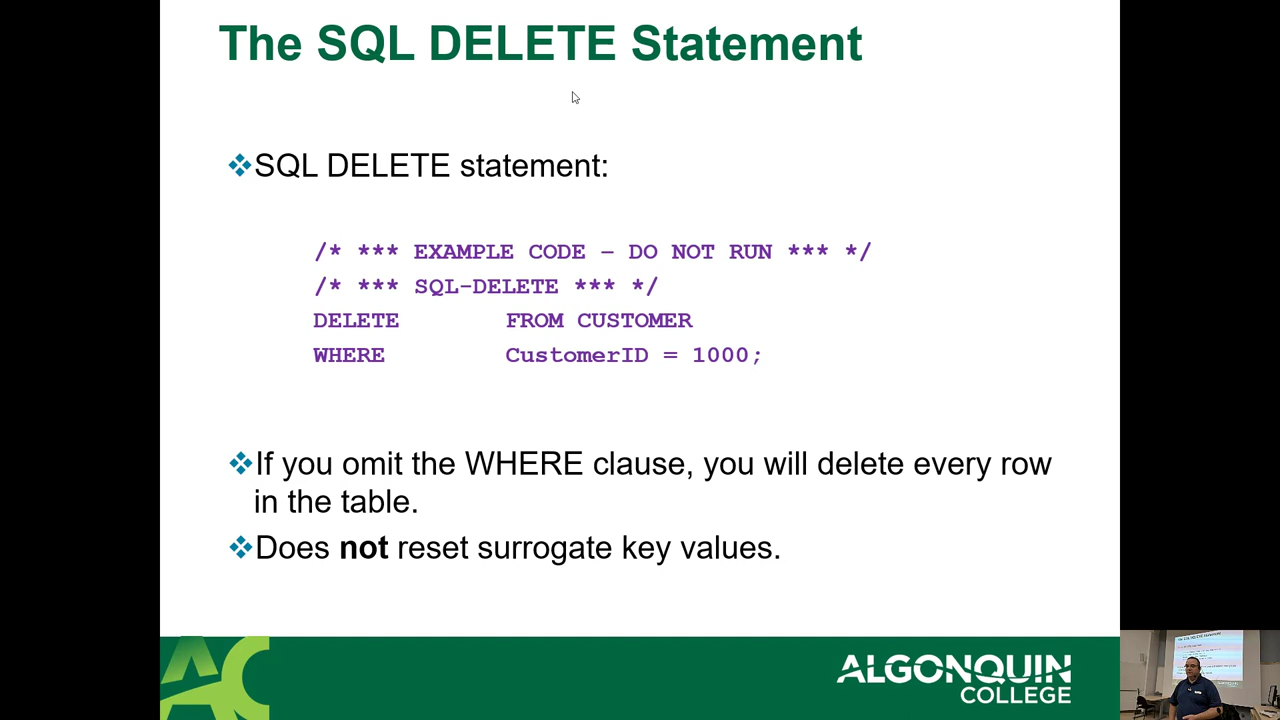 The SQL DELETE Statement
SQL DELETE statement:
/* *** EXAMPLE CODE – DO NOT RUN *** */
/* *** SQL-DELETE *** */
DELETE FROM CUSTOMER
WHERE CustomerID = 1000;
If you omit the WHERE clause, you will delete every row
in the table.
Does not reset surrogate key values.
AC
ALGONQUIN
COLLEGE